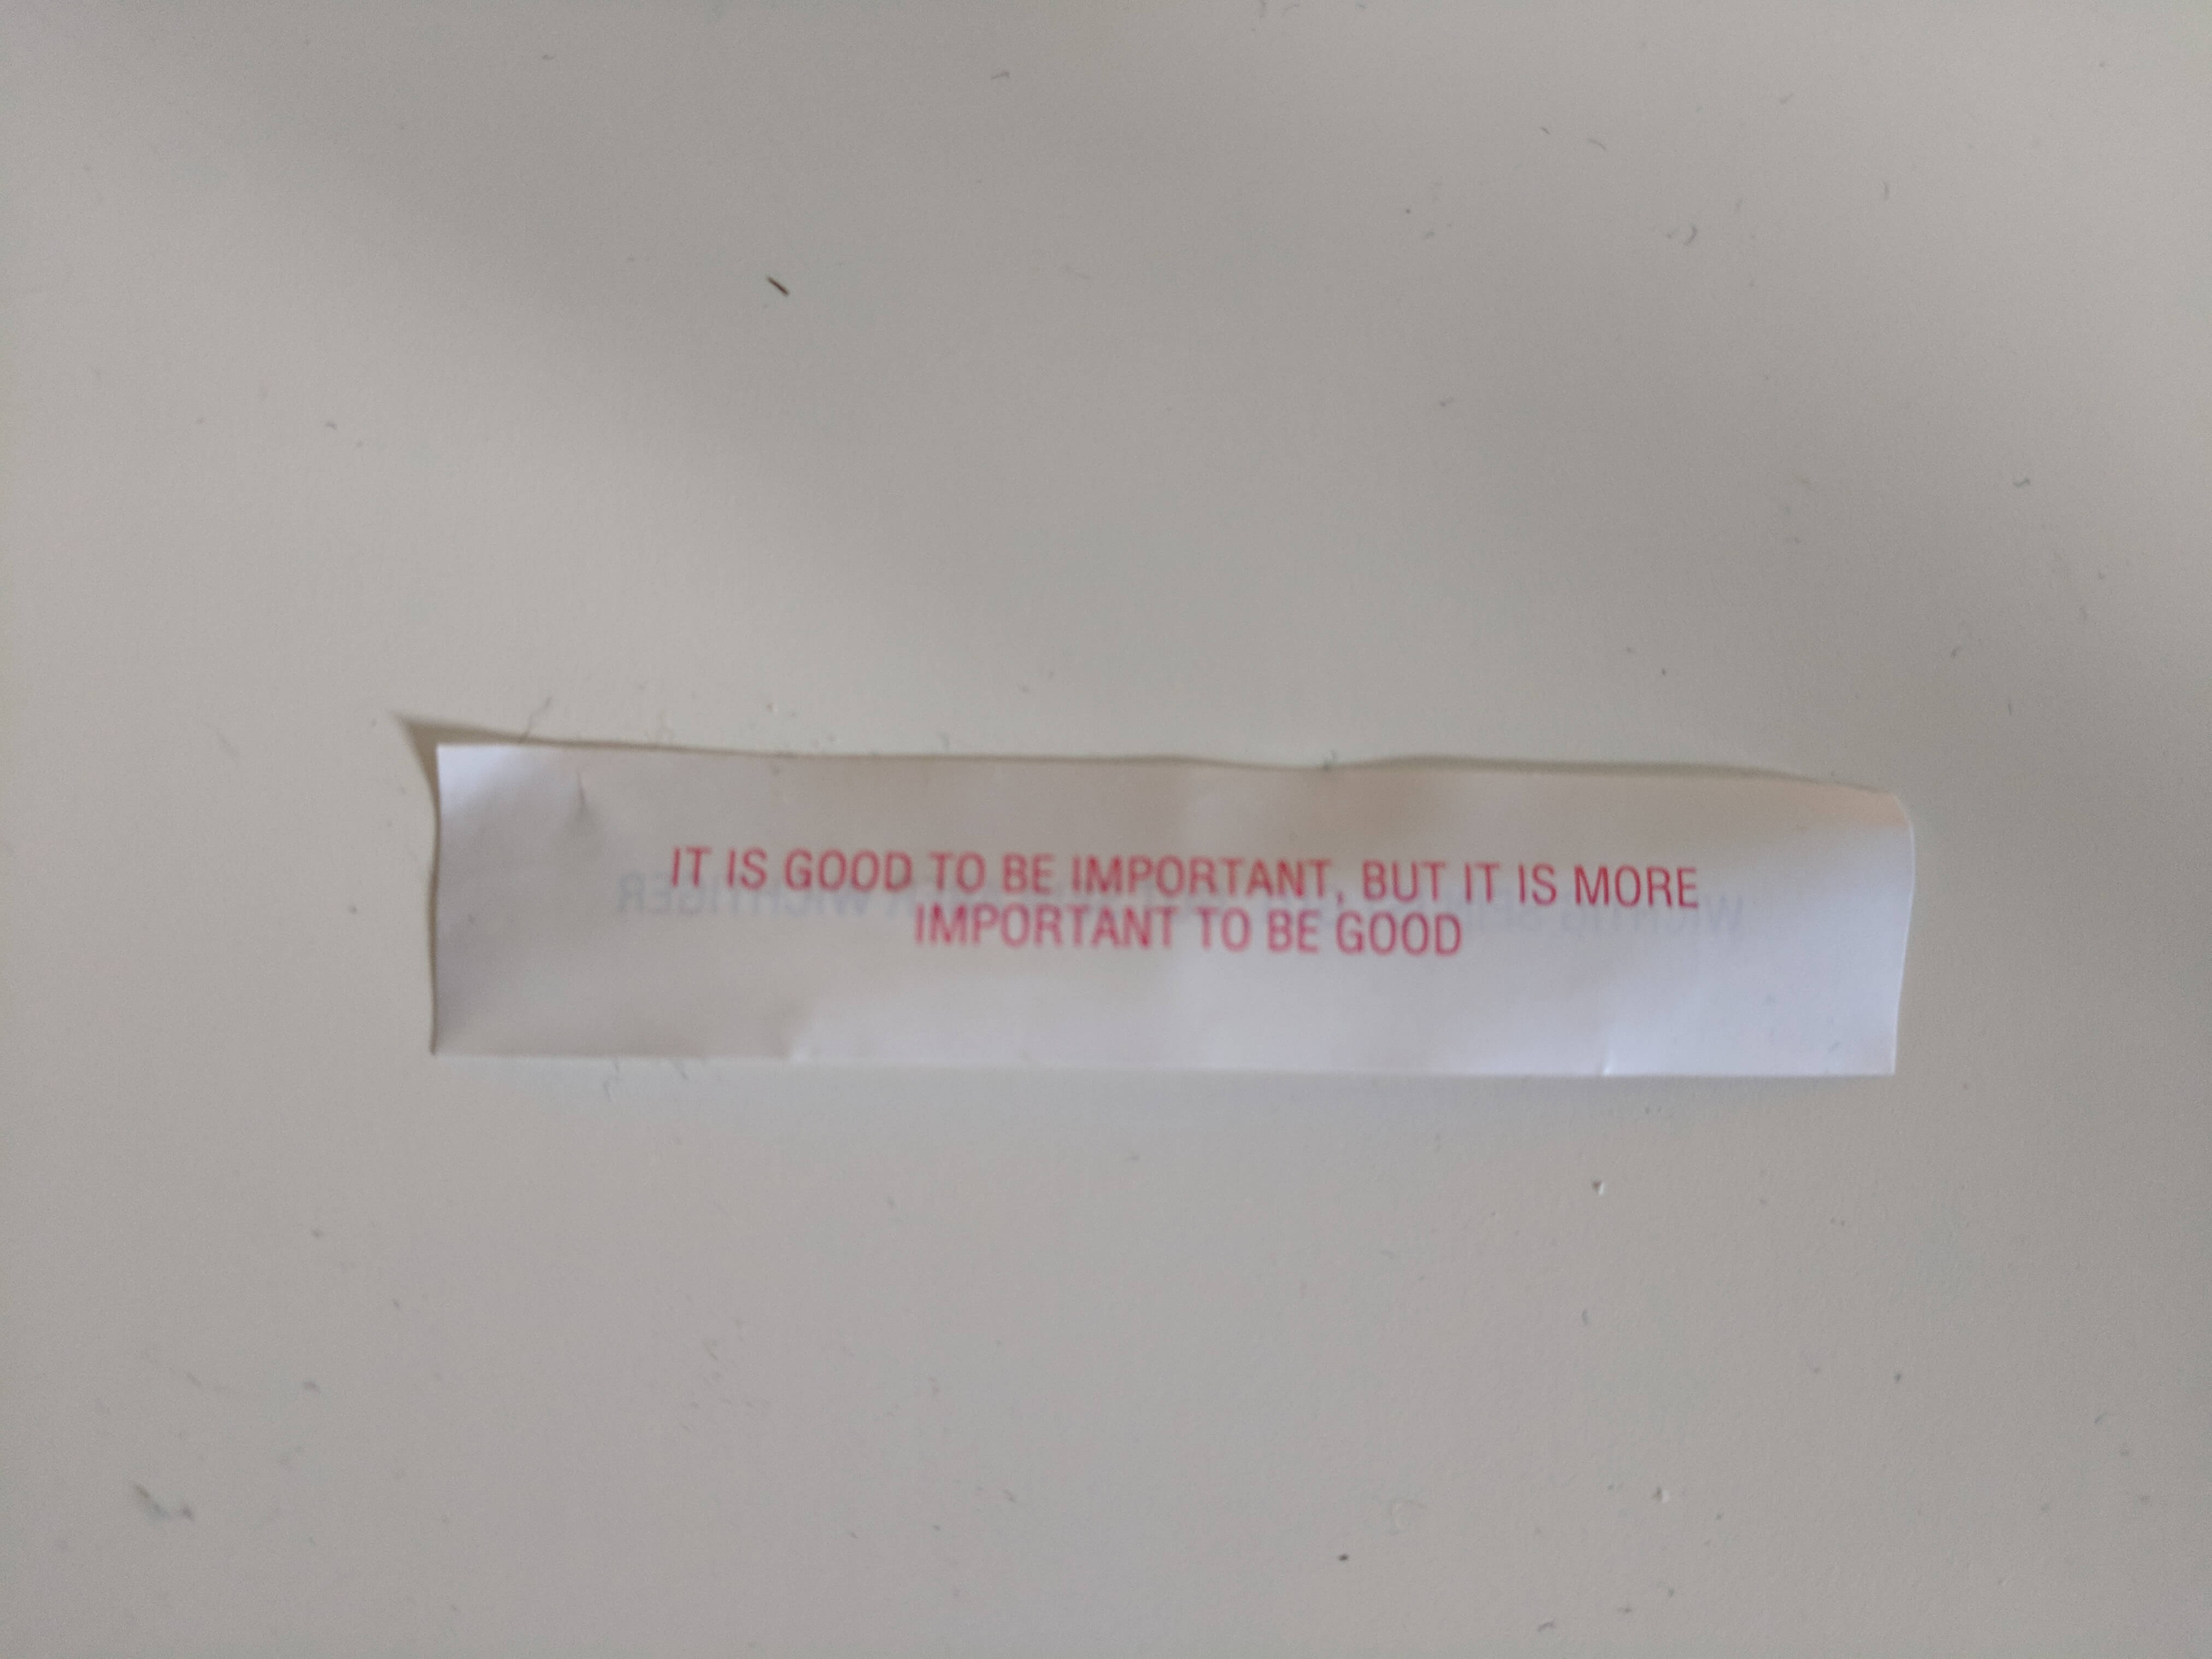 IT IS GOOD TO BE IMPORTANT, BUT IT IS MORE
IMPORTANT TO BE GOOD